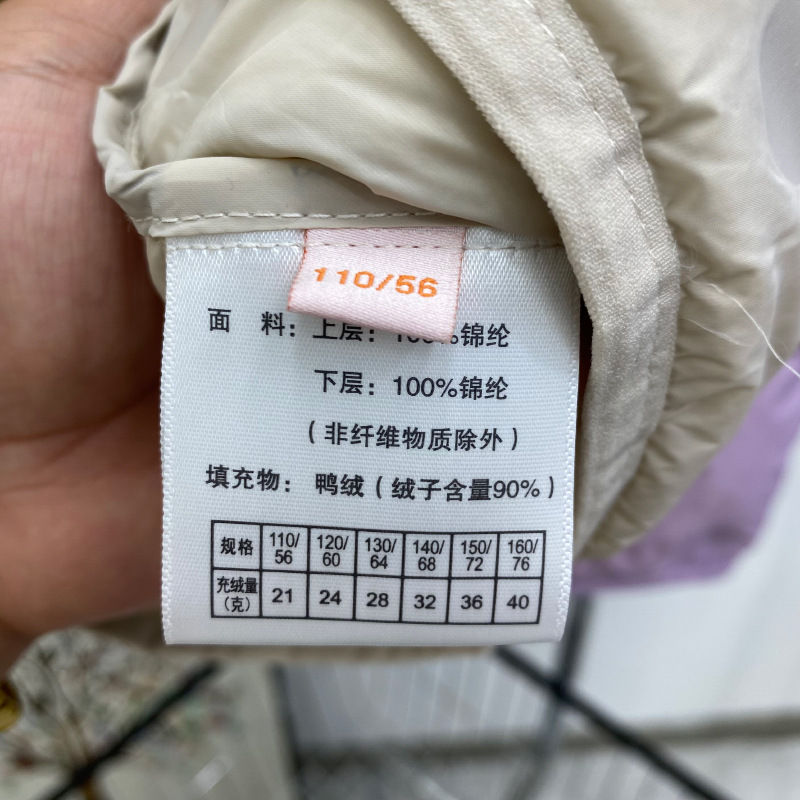 110/56
面 料: 上层: 100%锦纶
下层: 100%锦纶
(非纤维物质除外)
填充物: 鸭绒(绒子含量90%)
规格 110/56 120/60 130/64 140/68 150/72 160/76
充绒量(克) 21 24 28 32 36 40